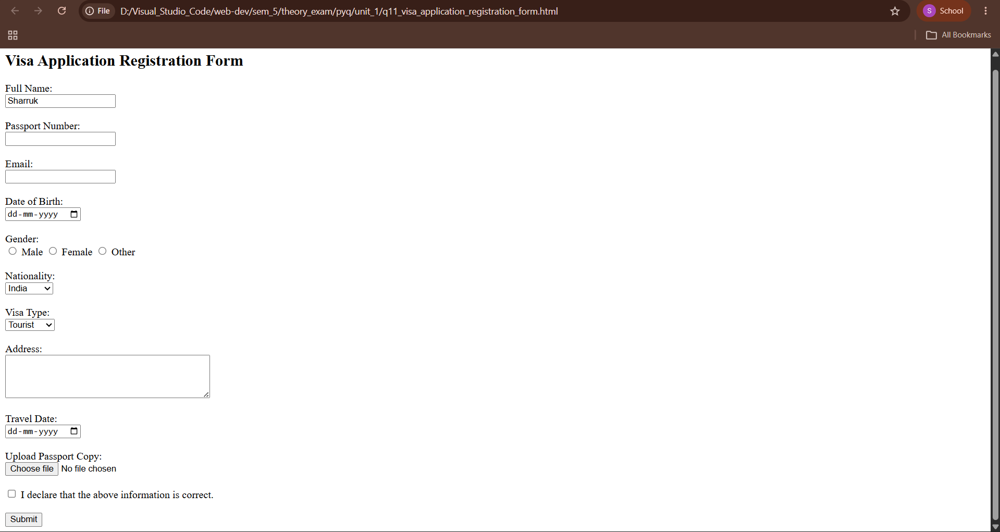 File
D:/Visual_Studio_Code/web-dev/sem_5/theory_exam/pyq/unit_1/q11_visa_application_registration_form.html
S School
All Bookmarks
Visa Application Registration Form
Full Name:
Sharruk
Passport Number:
Email:
Date of Birth:
dd-mm-yyyy
Gender:
Male Female Other
Nationality:
India
Visa Type:
Tourist
Address:
Travel Date:
dd-mm-yyyy
Upload Passport Copy:
Choose file No file chosen
I declare that the above information is correct.
Submit